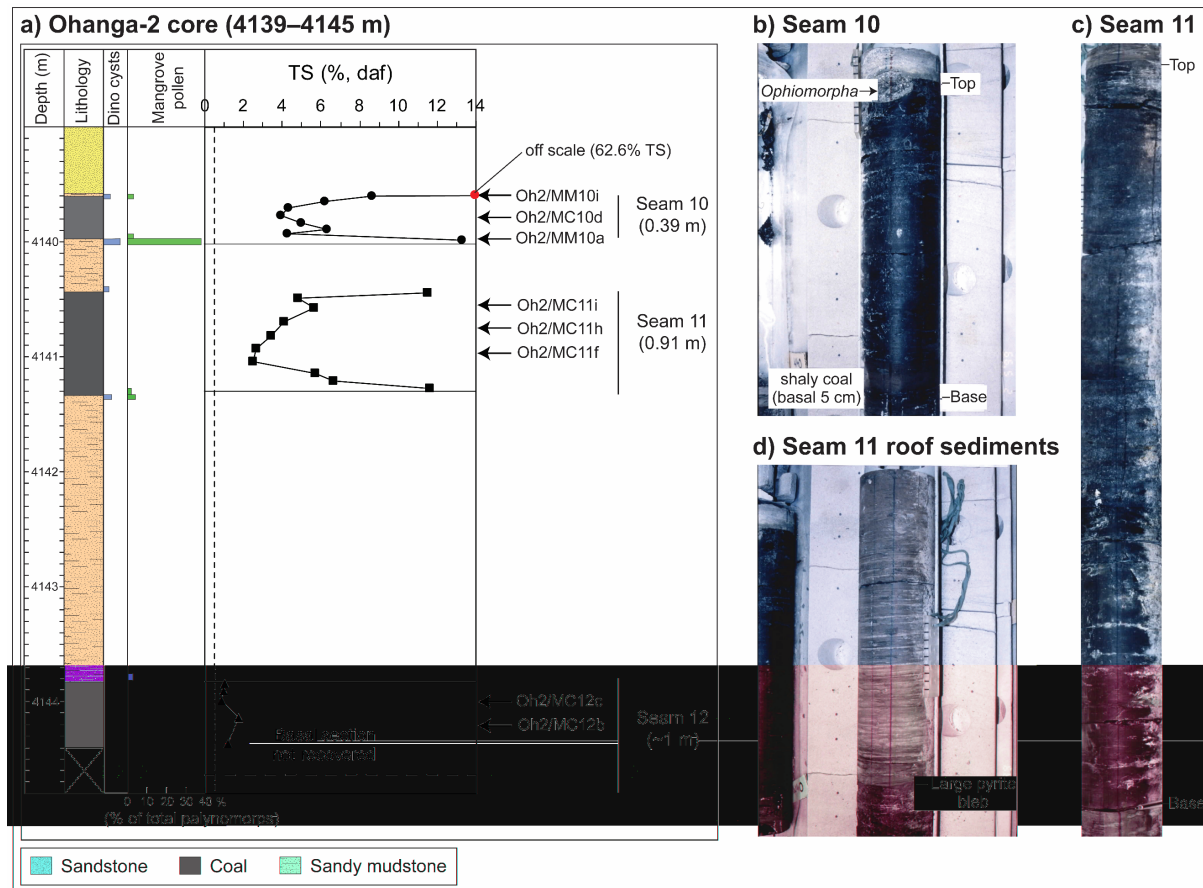 a) Ohanga-2 core (4139–4145 m)
b) Seam 10
c) Seam 11
Depth (m)
Lithology
Dino cysts
Mangrove
pollen
TS (%, daf)
0 2 4 6 8 10 12 14
off scale (62.6% TS)
Oh2/MM10i
Oh2/MC10d
Oh2/MM10a
Seam 10
(0.39 m)
4140
Oh2/MC11i
Oh2/MC11h
Oh2/MC11f
Seam 11
(0.91 m)
4141
4142
4143
4144
Oh2/MC12c
Oh2/MC12b
Seam 12
(~1 m)
Basal section
not recovered
0 10 20 30 40 %
(% of total palynomorps)
Sandstone
Coal
Sandy mudstone
Ophiomorpha
Top
shaly coal
(basal 5 cm)
Base
d) Seam 11 roof sediments
Large pyrite
bleb
Top
Base